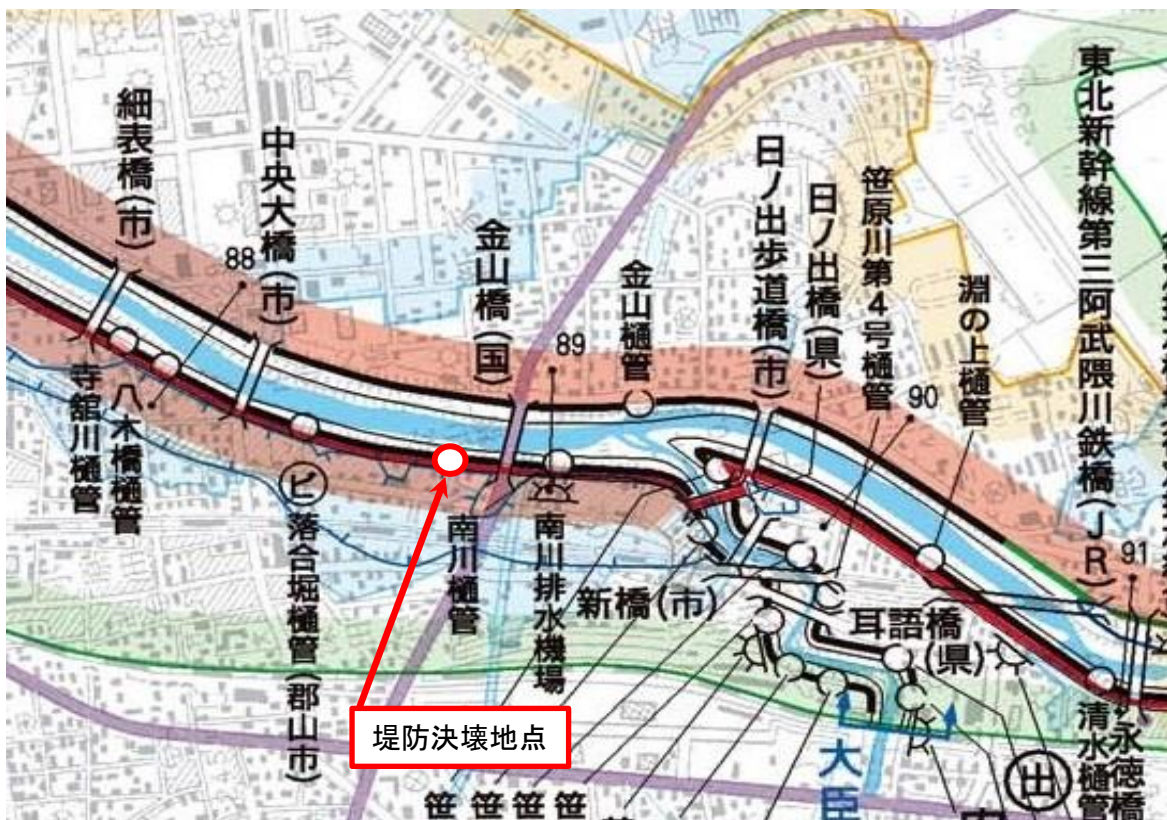 細表橋(市)
中央大橋(市)
88
金山橋(国)
89
金山樋管
日ノ出歩道橋(市)
日ノ出橋(県)
笹原川第4号樋管
90
淵の上樋管
東北新幹線第三阿武隈川鉄橋(JR)
91
寺舘川樋管
八木橋樋管
ヒ
落合堀樋管(郡山市)
南川樋管
南川排水機場
新橋(市)
耳語橋
(県)
堤防決壊地点
大臣
出
清水樋管
永徳橋
笹
笹
笹
笹